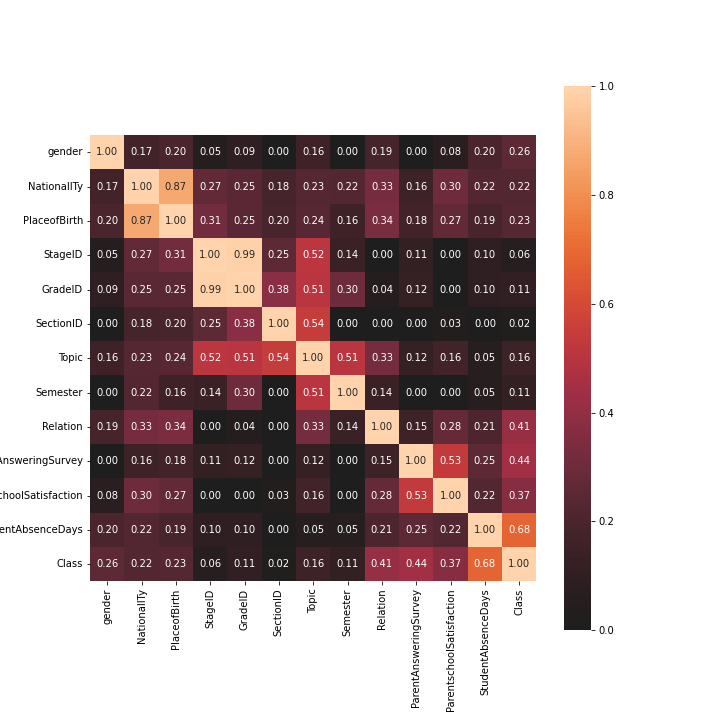 1.0
gender 1.00 0.17 0.20 0.05 0.09 0.00 0.16 0.00 0.19 0.00 0.08 0.20 0.26
NationalITy 0.17 1.00 0.87 0.27 0.25 0.18 0.23 0.22 0.33 0.16 0.30 0.22 0.22
0.8
PlaceofBirth 0.20 0.87 1.00 0.31 0.25 0.20 0.24 0.16 0.34 0.18 0.27 0.19 0.23
StageID 0.05 0.27 0.31 1.00 0.99 0.25 0.52 0.14 0.00 0.11 0.00 0.10 0.06
GradeID 0.09 0.25 0.25 0.99 1.00 0.38 0.51 0.30 0.04 0.12 0.00 0.10 0.11
0.6
SectionID 0.00 0.18 0.20 0.25 0.38 1.00 0.54 0.00 0.00 0.00 0.03 0.00 0.02
Topic 0.16 0.23 0.24 0.52 0.51 0.54 1.00 0.51 0.33 0.12 0.16 0.05 0.16
Semester 0.00 0.22 0.16 0.14 0.30 0.00 0.51 1.00 0.14 0.00 0.00 0.05 0.11
0.4
Relation 0.19 0.33 0.34 0.00 0.04 0.00 0.33 0.14 1.00 0.15 0.28 0.21 0.41
AnsweringSurvey 0.00 0.16 0.18 0.11 0.12 0.00 0.12 0.00 0.15 1.00 0.53 0.25 0.44
choolSatisfaction 0.08 0.30 0.27 0.00 0.00 0.03 0.16 0.00 0.28 0.53 1.00 0.22 0.37
0.2
entAbsenceDays 0.20 0.22 0.19 0.10 0.10 0.00 0.05 0.05 0.21 0.25 0.22 1.00 0.68
Class 0.26 0.22 0.23 0.06 0.11 0.02 0.16 0.11 0.41 0.44 0.37 0.68 1.00
0.0
gender
NationalITy
PlaceofBirth
StageID
GradeID
SectionID
Topic
Semester
Relation
ParentAnsweringSurvey
ParentschoolSatisfaction
StudentAbsenceDays
Class